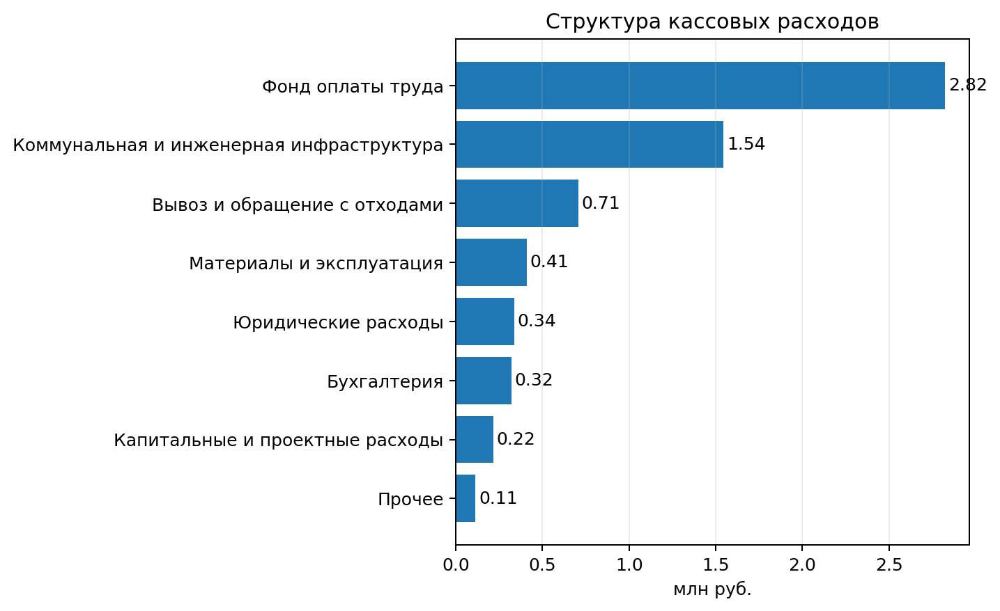 Структура кассовых расходов
Фонд оплаты труда 2.82
Коммунальная и инженерная инфраструктура 1.54
Вывоз и обращение с отходами 0.71
Материалы и эксплуатация 0.41
Юридические расходы 0.34
Бухгалтерия 0.32
Капитальные и проектные расходы 0.22
Прочее 0.11
0.0 0.5 1.0 1.5 2.0 2.5
млн руб.